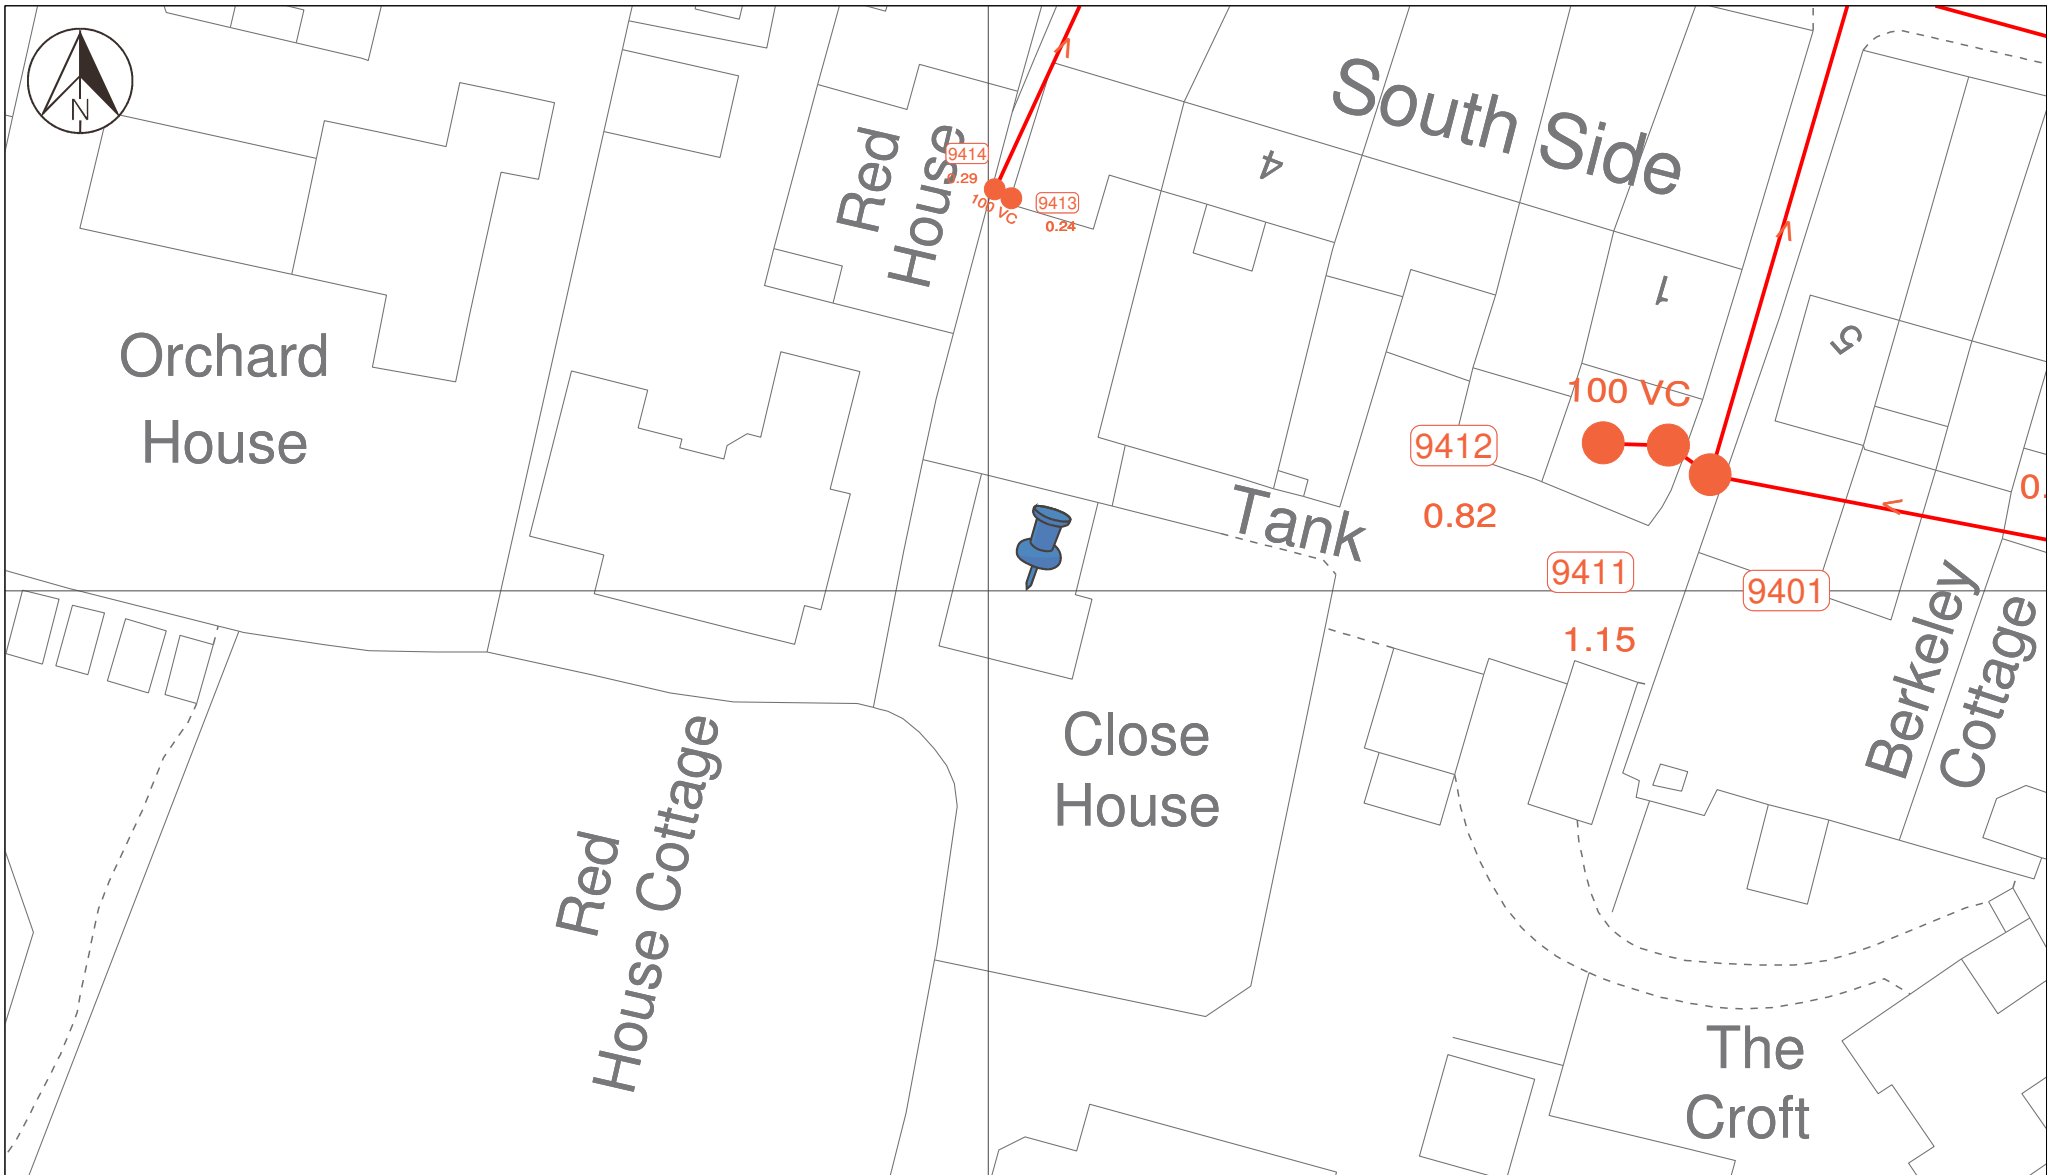 N
South Side
Red
House
9414
0.29
100 VC
9413
0.24
4
1
5
Orchard
House
100 VC
9412
0.82
Tank
0.
9411
9401
1.15
Berkeley
Cottage
Close
House
Red
House Cottage
The
Croft